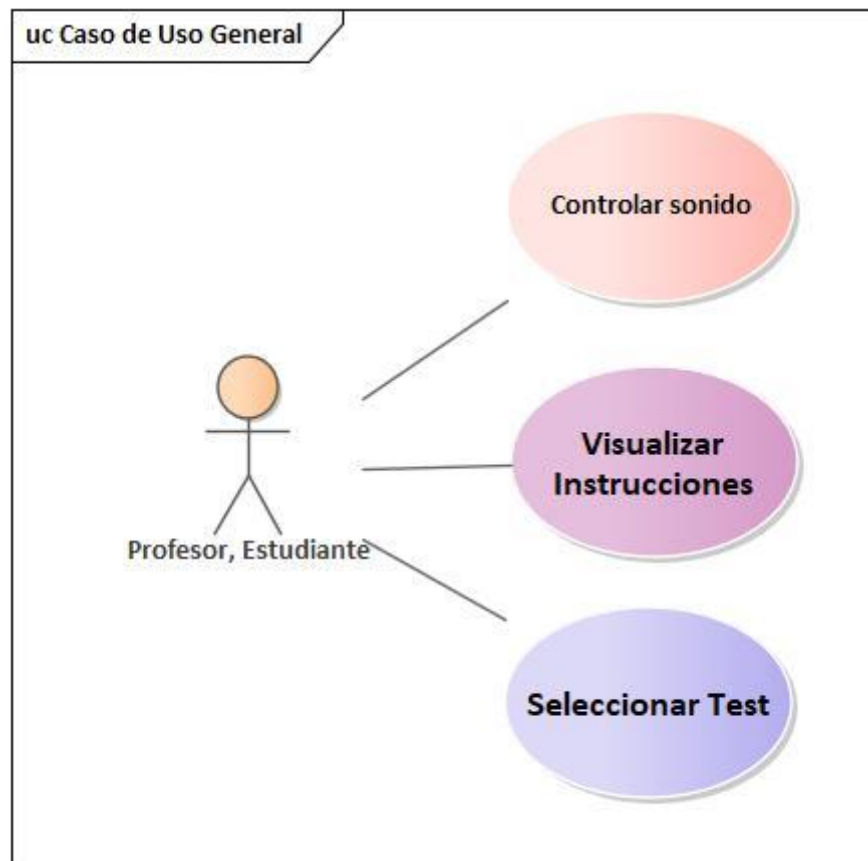 uc Caso de Uso General
Controlar sonido
Visualizar
Instrucciones
Profesor, Estudiante
Seleccionar Test